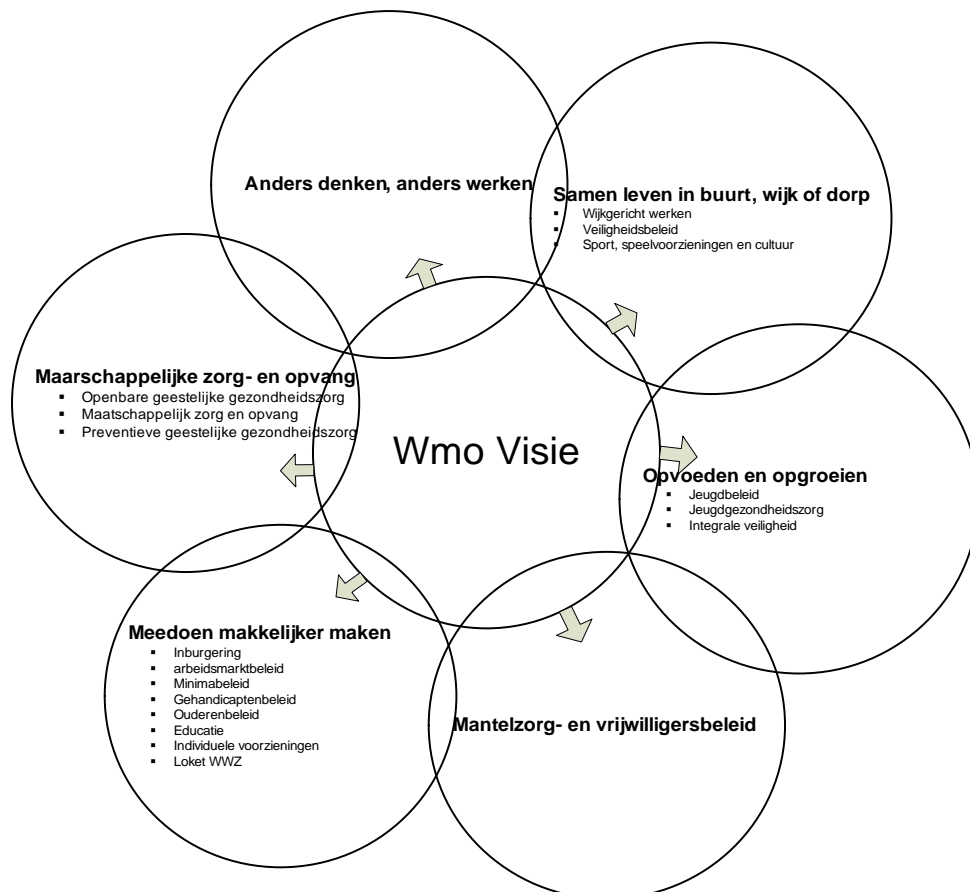 Anders denken, anders werken
Samen leven in buurt, wijk of dorp
▪ Wijkgericht werken
▪ Veiligheidsbeleid
▪ Sport, speelvoorzieningen en cultuur
Maarschappelijke zorg- en opvang
▪ Openbare geestelijke gezondheidszorg
▪ Maatschappelijk zorg en opvang
▪ Preventieve geestelijke gezondheidszorg
Wmo Visie
Opvoeden en opgroeien
▪ Jeugdbeleid
▪ Jeugdgezondheidszorg
▪ Integrale veiligheid
Meedoen makkelijker maken
▪ Inburgering
▪ arbeidsmarktbeleid
▪ Minimabeleid
▪ Gehandicaptenbeleid
▪ Ouderenbeleid
▪ Educatie
▪ Individuele voorzieningen
▪ Loket WWZ
Mantelzorg- en vrijwilligersbeleid